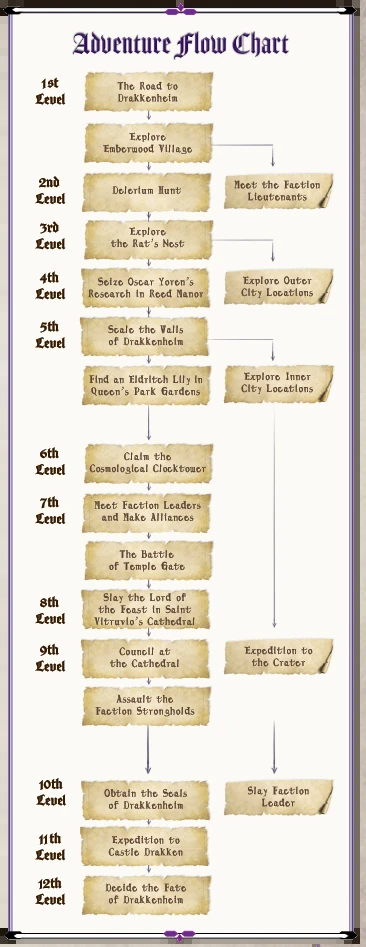 Adventure Flow Chart
1st
Level
The Road to
Drakkenheim
Explore
Emberwood Village
2nd
Level
Delerium Hunt
Meet the Faction
Lieutenants
3rd
Level
Explore
the Rat's Nest
4th
Level
Seize Oscar Yoren's
Research in Reed Manor
Explore Outer
City Locations
5th
Level
Scale the Walls
of Drakkenheim
Find an Eldritch Lily in
Queen's Park Gardens
Explore Inner
City Locations
6th
Level
Claim the
Cosmological Clocktower
7th
Level
Meet Faction Leaders
and Make Alliances
The Battle
of Temple Gate
8th
Level
Slay the Lord of
the Feast in Saint
Vitruvio's Cathedral
9th
Level
Council at
the Cathedral
Expedition to
the Crater
Assault the
Faction Strongholds
10th
Level
Obtain the Seals
of Drakkenheim
Slay Faction
Leader
11th
Level
Expedition to
Castle Drakken
12th
Level
Decide the Fate
of Drakkenheim